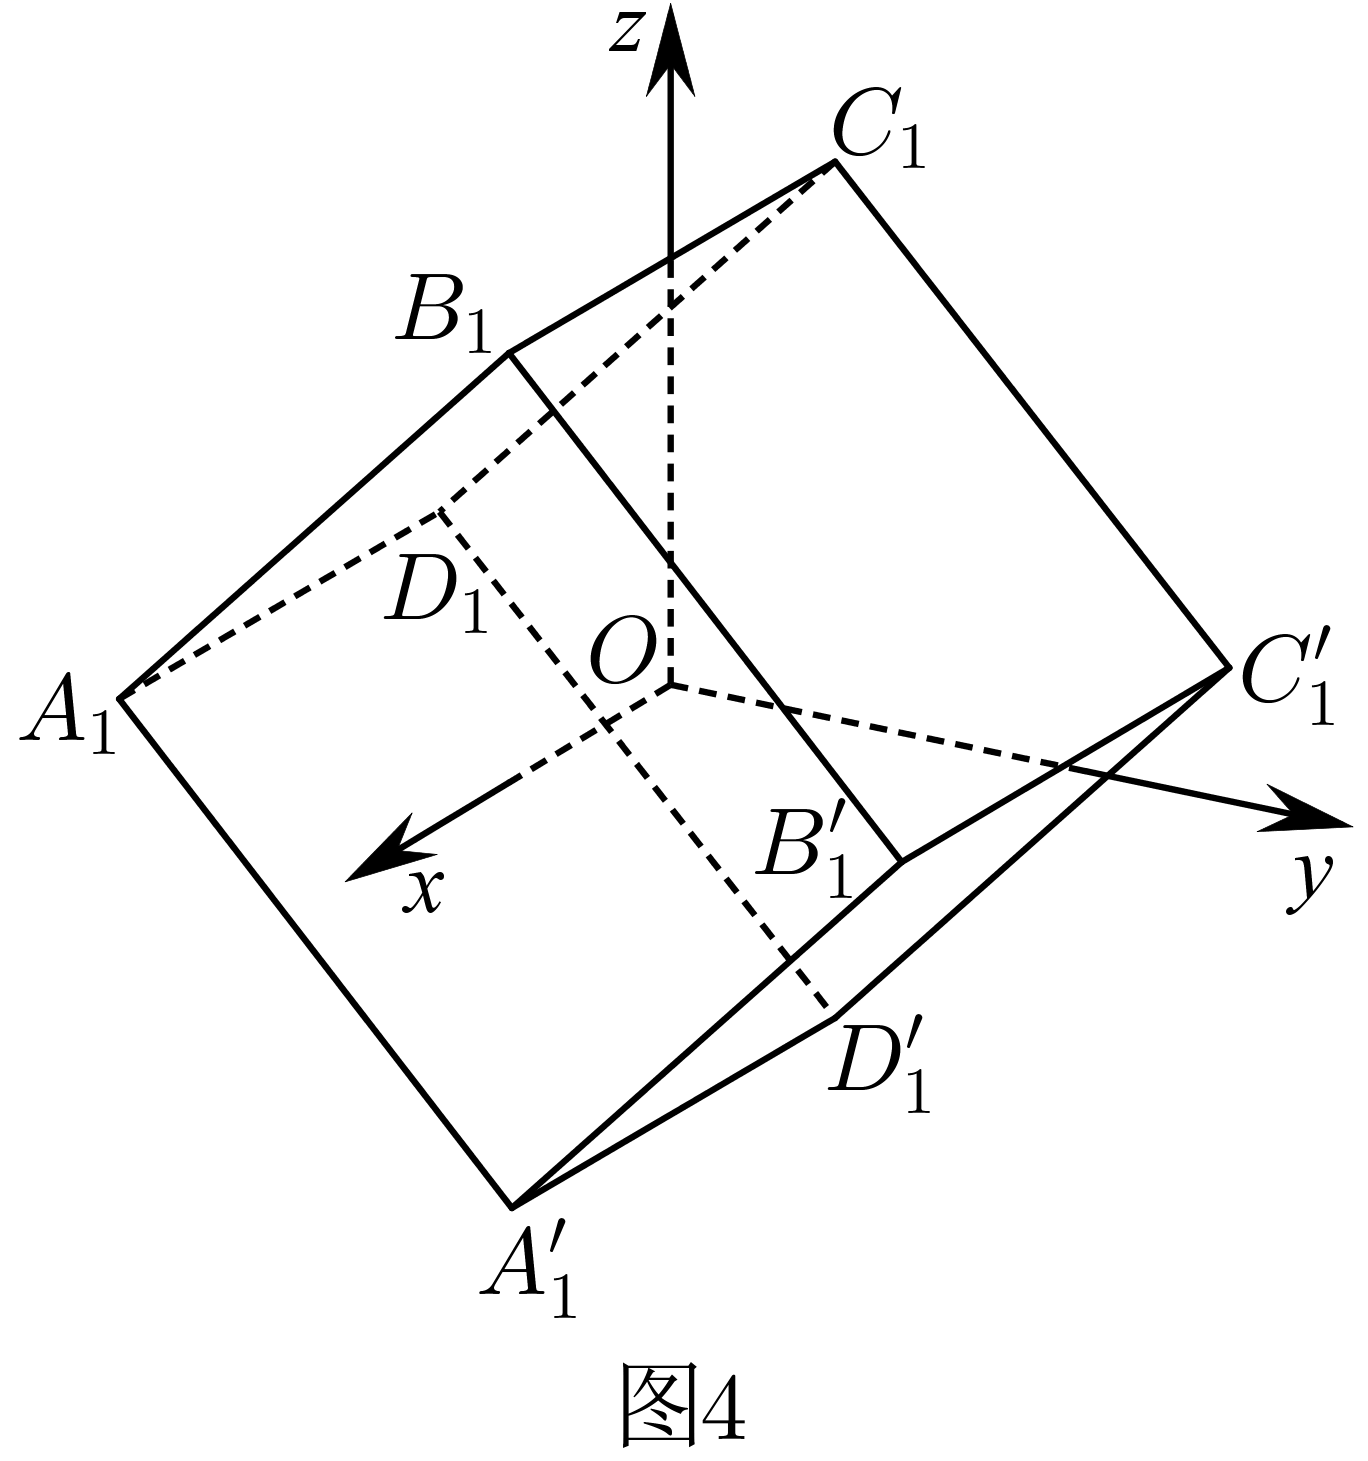 z
C₁
B₁
D₁
O
A₁
C₁′
B₁′
x
y
D₁′
A₁′
图4